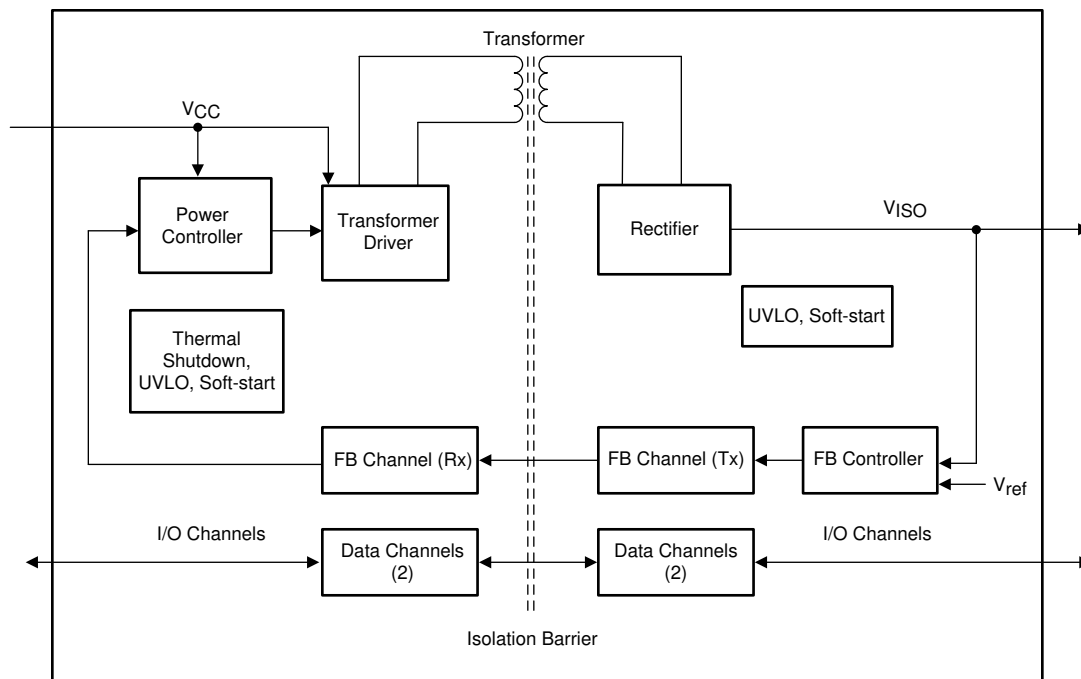 Transformer
VCC
Power
Controller
Transformer
Driver
Rectifier
VISO
Thermal
Shutdown,
UVLO, Soft-start
UVLO, Soft-start
FB Channel (Rx)
FB Channel (Tx)
FB Controller
Vref
I/O Channels
Data Channels
(2)
Data Channels
(2)
I/O Channels
Isolation Barrier